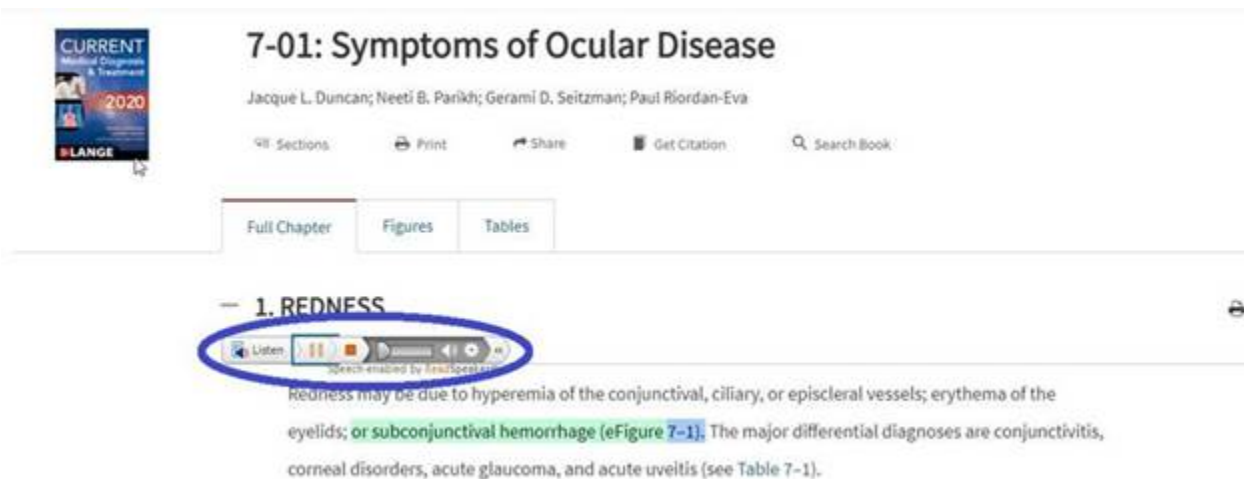 CURRENT
Medical Diagnosis
& Treatment
2020
LANGE
7-01: Symptoms of Ocular Disease
Jacque L. Duncan; Neeti B. Parikh; Gerami D. Seitzman; Paul Riordan-Eva
Sections Print Share Get Citation Search Book
Full Chapter Figures Tables
1. REDNESS
Listen
Speech-enabled by ReadSpeaker
Redness may be due to hyperemia of the conjunctival, ciliary, or episcleral vessels; erythema of the
eyelids; or subconjunctival hemorrhage (eFigure 7–1). The major differential diagnoses are conjunctivitis,
corneal disorders, acute glaucoma, and acute uveitis (see Table 7–1).